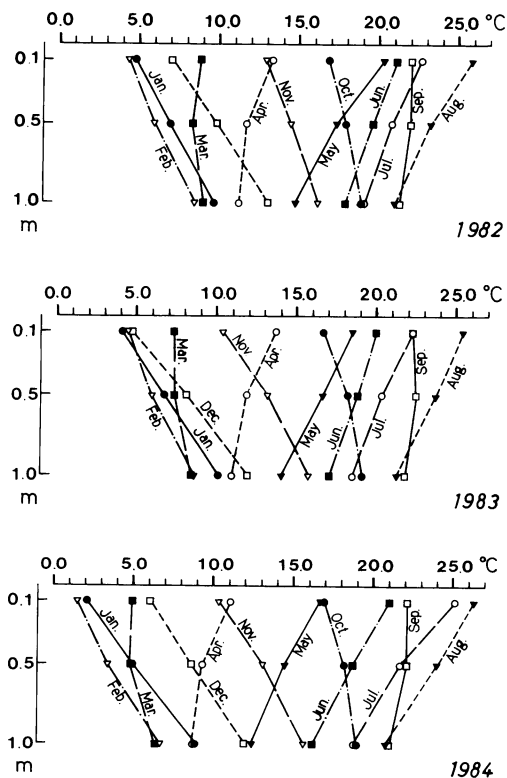 0.0 5.0 10.0 15.0 20.0 25.0 °C
0.1
0.5
1.0
m
Jan. Feb. Mar. Apr. Nov. May Oct. Jun. Jul. Sep. Aug.
1982
0.0 5.0 10.0 15.0 20.0 25.0 °C
0.1
0.5
1.0
m
Feb. Mar. Jan. Dec. Nov Apr. May Jun. Jul. Sep. Aug.
1983
0.0 5.0 10.0 15.0 20.0 25.0 °C
0.1
0.5
1.0
m
Jan. Feb. Mar. Apr. Dec. Nov. May Oct. Jun. Jul. Sep. Aug.
1984